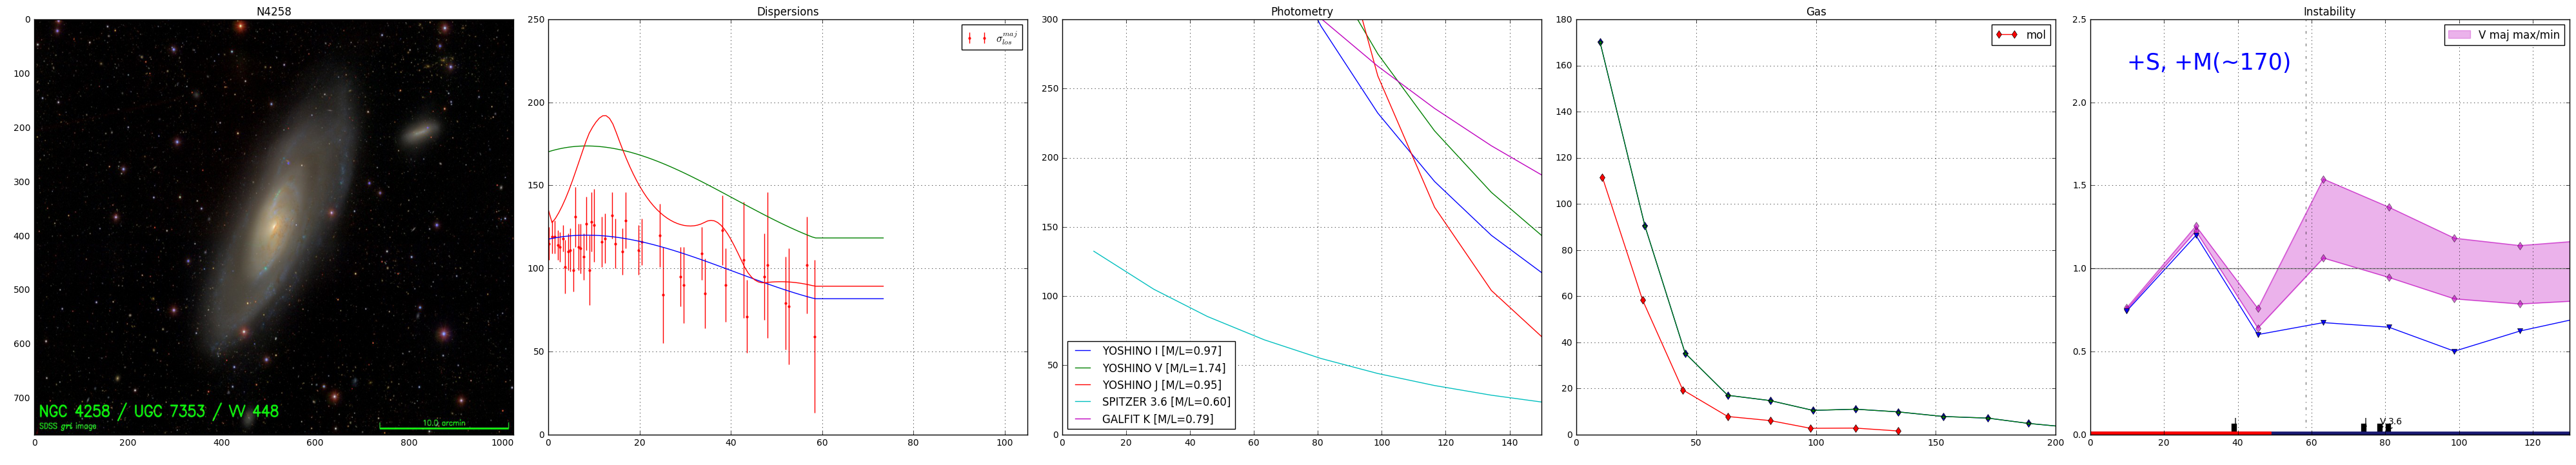 N4258
0
100
200
300
400
500
600
700
NGC 4258 / UGC 7353 / VV 448
SDSS gri image
10.0 arcmin
0 200 400 600 800 1000
Dispersions
σ_los^maj
250
200
150
100
50
0
0 20 40 60 80 100
Photometry
300
250
200
150
100
50
0
YOSHINO I [M/L=0.97]
YOSHINO V [M/L=1.74]
YOSHINO J [M/L=0.95]
SPITZER 3.6 [M/L=0.60]
GALFIT K [M/L=0.79]
0 20 40 60 80 100 120 140
Gas
mol
180
160
140
120
100
80
60
40
20
0
0 50 100 150 200
Instability
V maj max/min
+S, +M(~170)
2.5
2.0
1.5
1.0
0.5
0.0
0 20 40 60 80 100 120